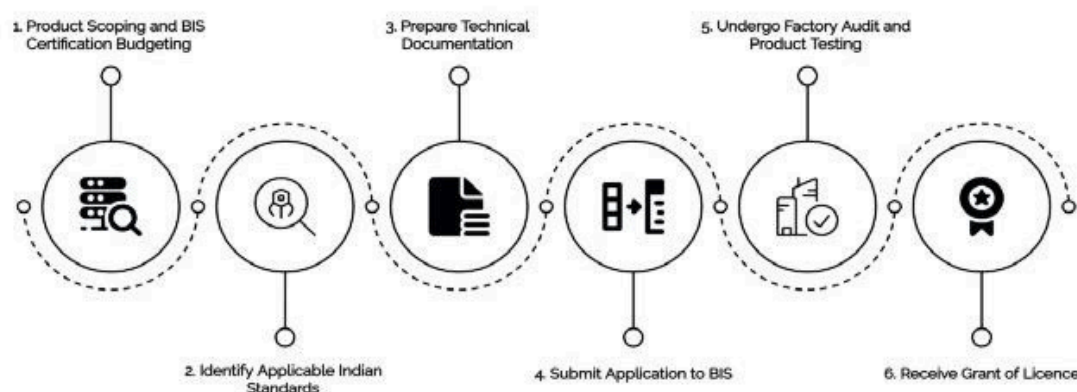 1. Product Scoping and BIS
Certification Budgeting
2. Identify Applicable Indian
Standards
3. Prepare Technical
Documentation
4. Submit Application to BIS
5. Undergo Factory Audit and
Product Testing
6. Receive Grant of Licence